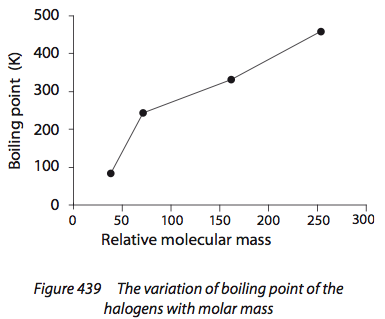 500
400
300
200
100
0
Boiling point (K)
0 50 100 150 200 250 300
Relative molecular mass
Figure 439 The variation of boiling point of the
halogens with molar mass